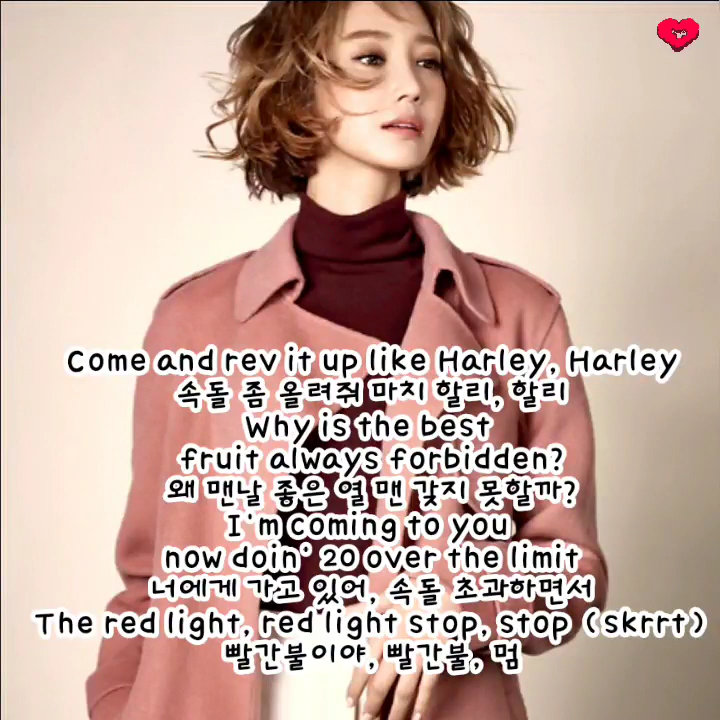 Come and rev it up like Harley, Harley
속돌 좀 올려줘 마치 할리, 할리
Why is the best
fruit always forbidden?
왜 맨날 좋은 열 맨 갖지 못할까?
I'm coming to you
now doin' 20 over the limit
너에게 가고 있어, 속돌 초과하면서
The red light, red light stop, stop (skrrt)
빨간불이야, 빨간불, 멈